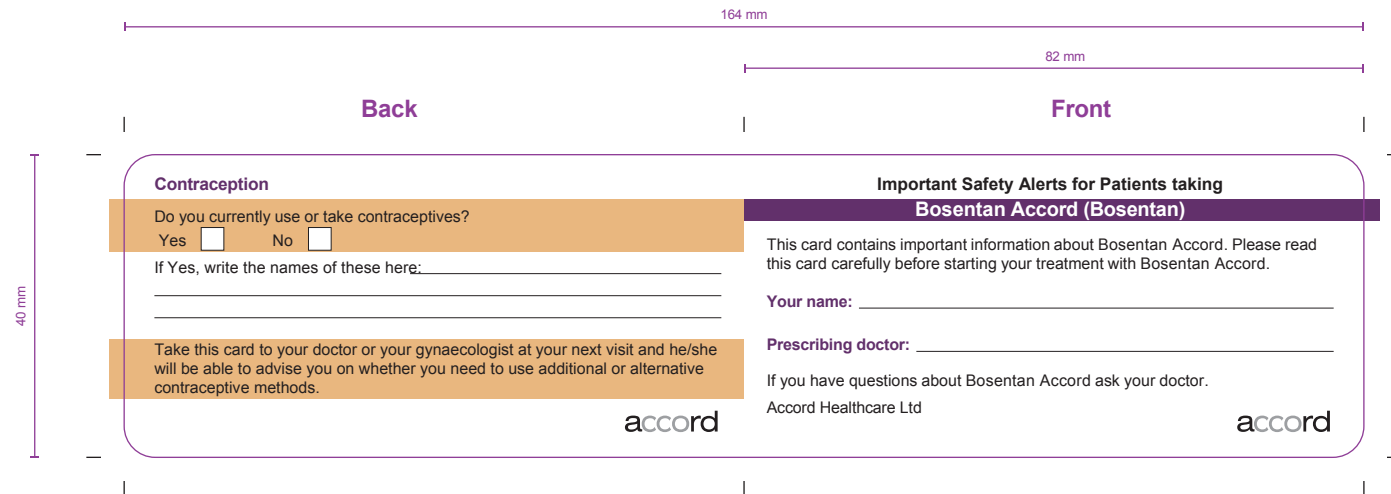 164 mm
82 mm
Back
Front
40 mm
Contraception
Do you currently use or take contraceptives?
Yes No
If Yes, write the names of these here:
Take this card to your doctor or your gynaecologist at your next visit and he/she
will be able to advise you on whether you need to use additional or alternative
contraceptive methods.
accord
Important Safety Alerts for Patients taking
Bosentan Accord (Bosentan)
This card contains important information about Bosentan Accord. Please read
this card carefully before starting your treatment with Bosentan Accord.
Your name:
Prescribing doctor:
If you have questions about Bosentan Accord ask your doctor.
Accord Healthcare Ltd
accord